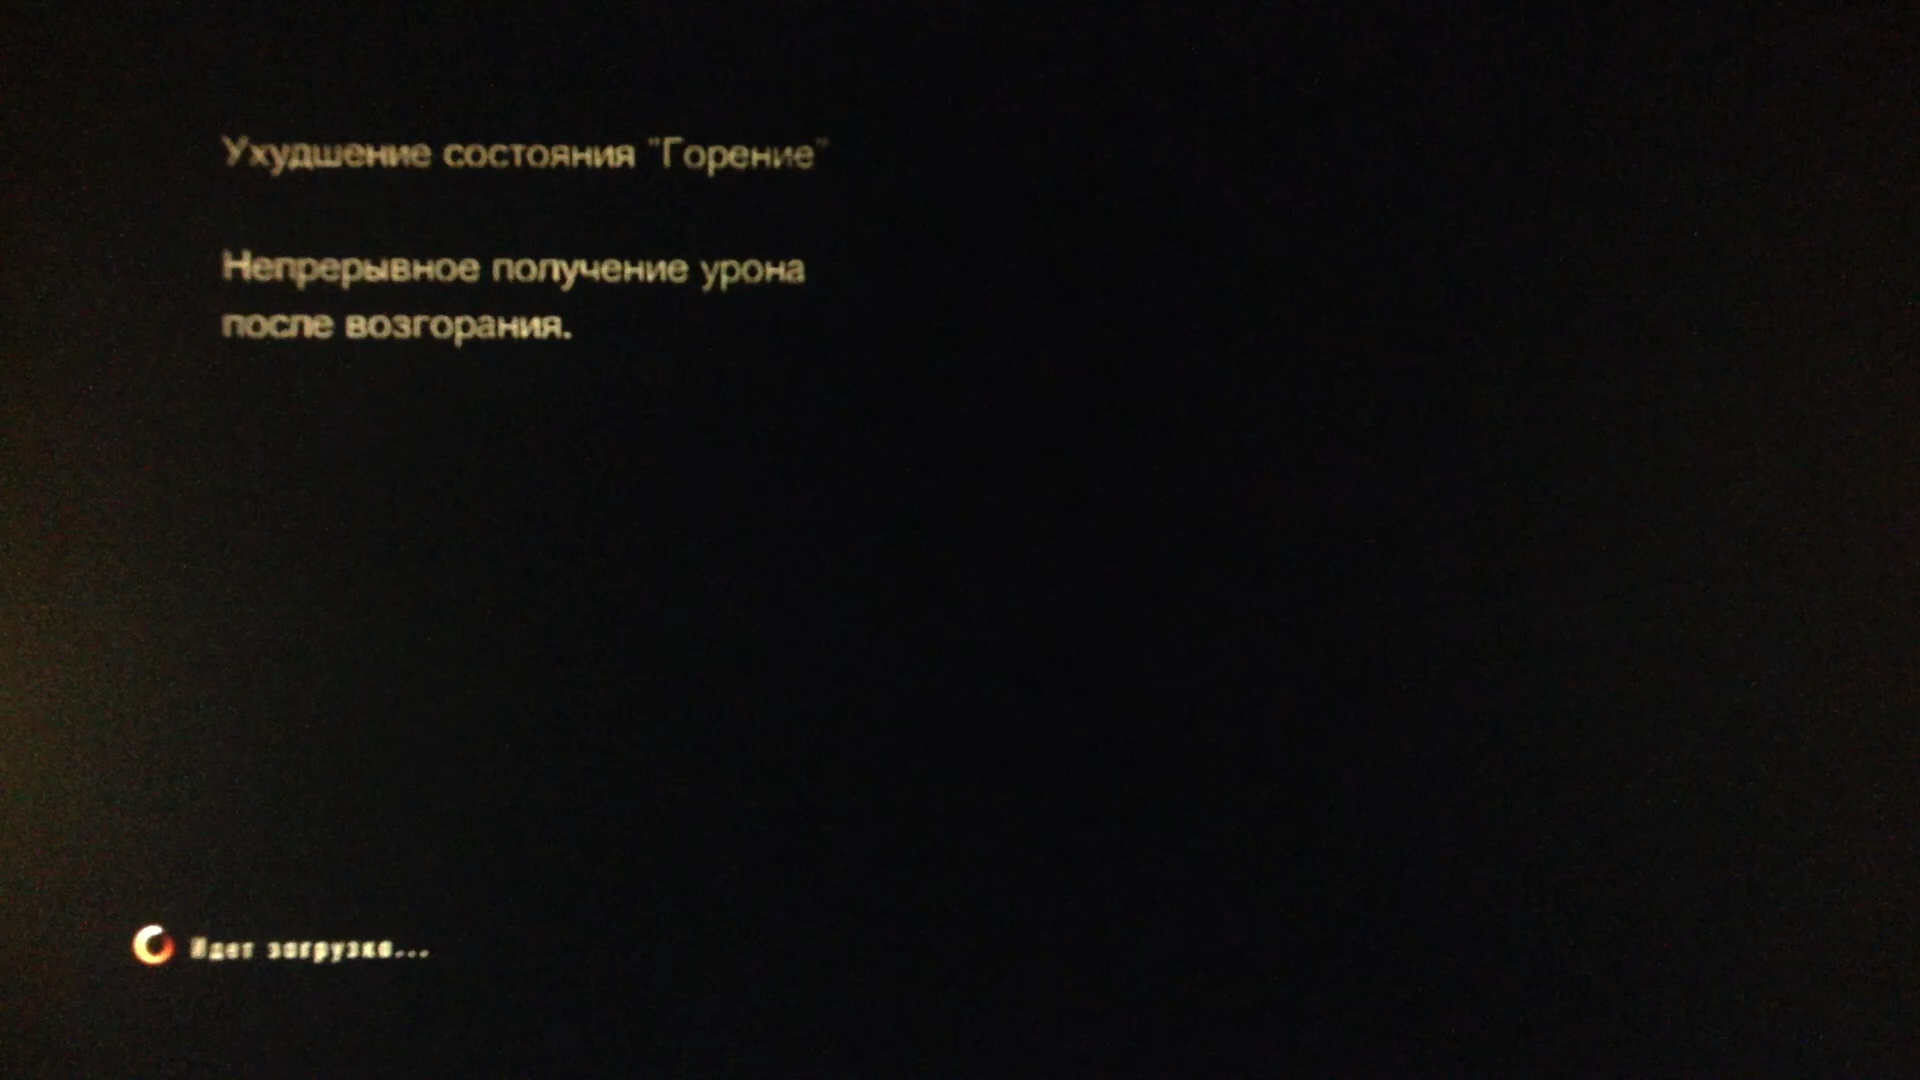 Ухудшение состояния "Горение"
Непрерывное получение урона
после возгорания.
Идет загрузка...